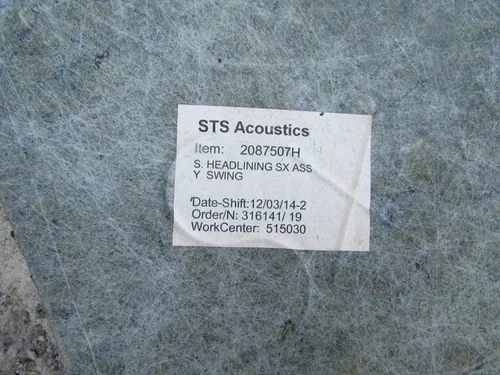 STS Acoustics
Item: 2087507H
S. HEADLINING SX ASS
Y SWING
Date-Shift:12/03/14-2
Order/N: 316141/ 19
WorkCenter: 515030